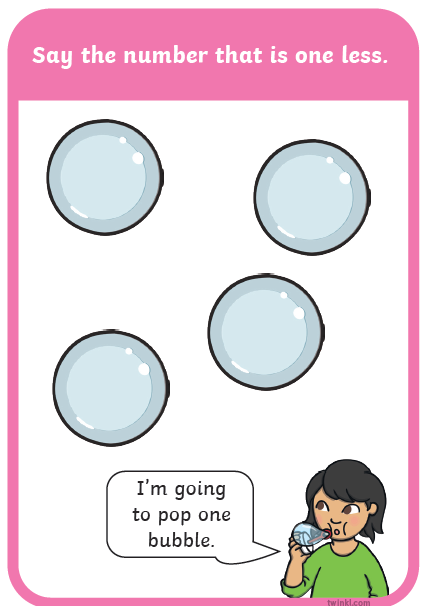 Say the number that is one less.
I'm going
to pop one
bubble.
twinkl.com